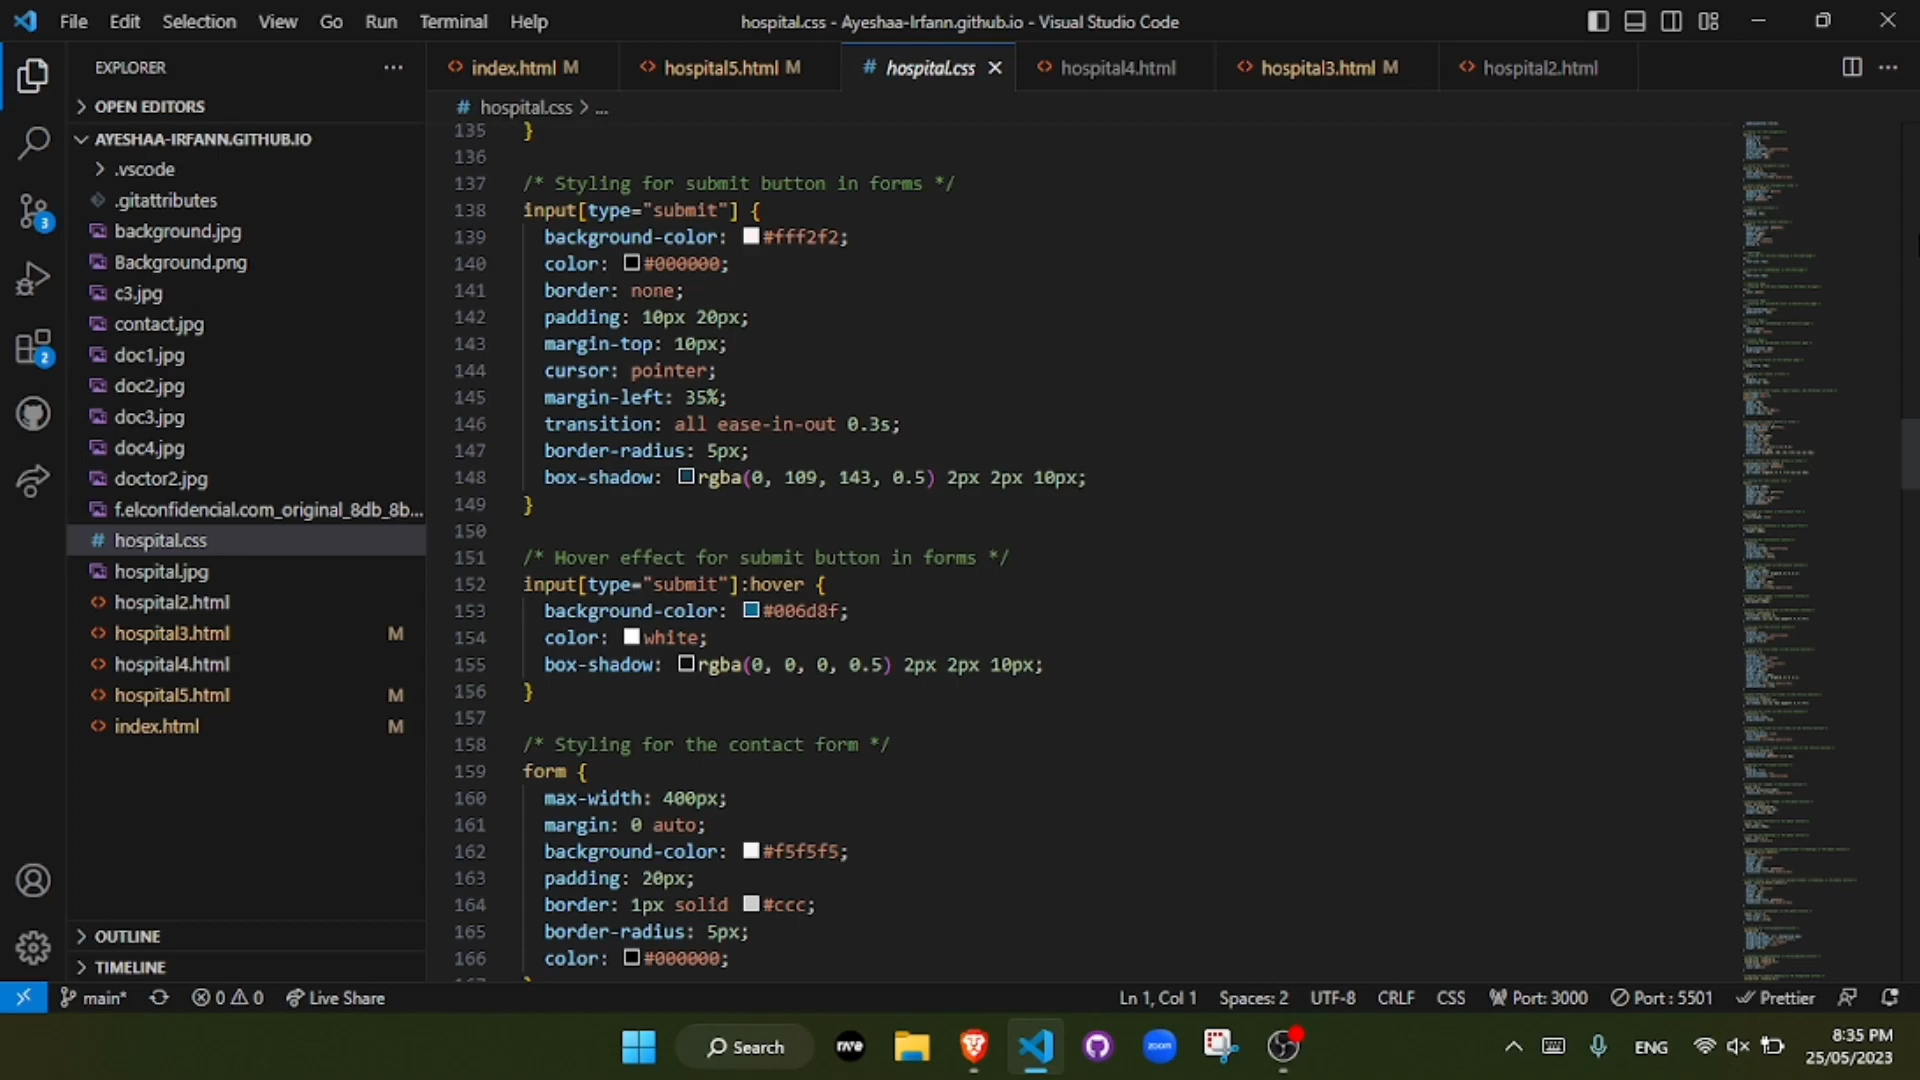 File Edit Selection View Go Run Terminal Help
hospital.css - Ayeshaa-Irfann.github.io - Visual Studio Code
EXPLORER
index.html M
hospital5.html M
# hospital.css
hospital4.html
hospital3.html M
hospital2.html
OPEN EDITORS
# hospital.css > ...
AYESHAA-IRFANN.GITHUB.IO
.vscode
.gitattributes
background.jpg
Background.png
c3.jpg
contact.jpg
doc1.jpg
doc2.jpg
doc3.jpg
doc4.jpg
doctor2.jpg
f.elconfidencial.com_original_8db_8b...
# hospital.css
hospital.jpg
hospital2.html
hospital3.html M
hospital4.html
hospital5.html M
index.html M
OUTLINE
TIMELINE
3
2
135 }
136
137 /* Styling for submit button in forms */
138 input[type="submit"] {
139 background-color: #fff2f2;
140 color: #000000;
141 border: none;
142 padding: 10px 20px;
143 margin-top: 10px;
144 cursor: pointer;
145 margin-left: 35%;
146 transition: all ease-in-out 0.3s;
147 border-radius: 5px;
148 box-shadow: rgba(0, 109, 143, 0.5) 2px 2px 10px;
149 }
150
151 /* Hover effect for submit button in forms */
152 input[type="submit"]:hover {
153 background-color: #006d8f;
154 color: white;
155 box-shadow: rgba(0, 0, 0, 0.5) 2px 2px 10px;
156 }
157
158 /* Styling for the contact form */
159 form {
160 max-width: 400px;
161 margin: 0 auto;
162 background-color: #f5f5f5;
163 padding: 20px;
164 border: 1px solid #ccc;
165 border-radius: 5px;
166 color: #000000;
main* 0 0 Live Share
Ln 1, Col 1 Spaces: 2 UTF-8 CRLF CSS Port: 3000 Port : 5501 Prettier
Search
zoom
ENG
8:35 PM
25/05/2023